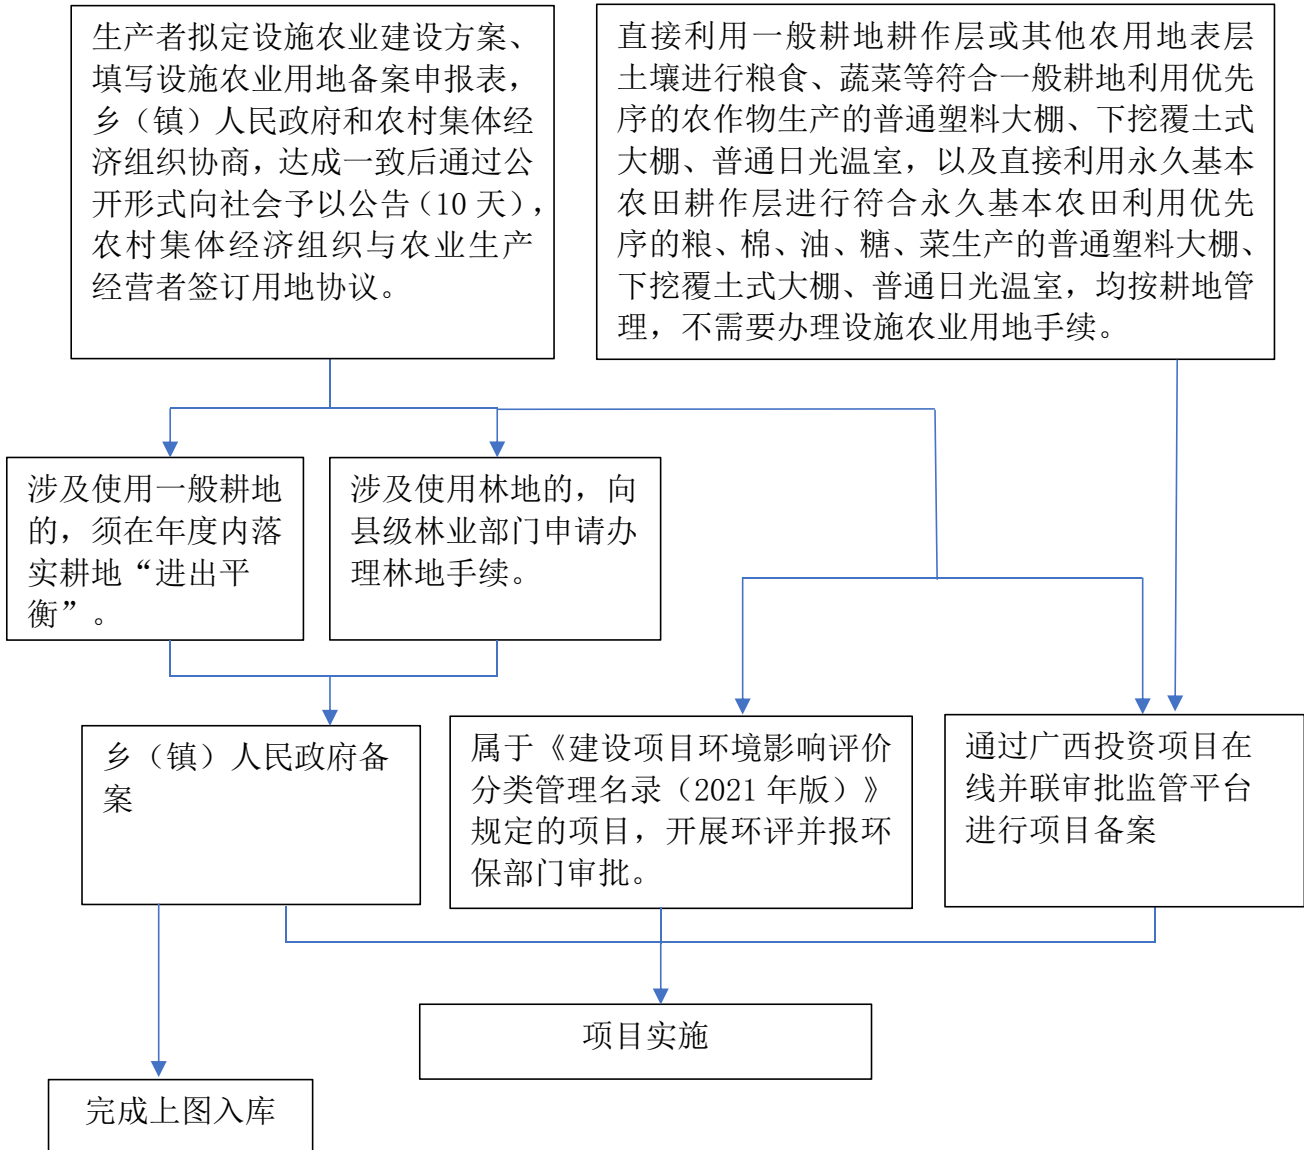 生产者拟定设施农业建设方案、
填写设施农业用地备案申报表，
乡（镇）人民政府和农村集体经
济组织协商，达成一致后通过公
开形式向社会予以公告（10 天），
农村集体经济组织与农业生产
经营者签订用地协议。
直接利用一般耕地耕作层或其他农用地表层
土壤进行粮食、蔬菜等符合一般耕地利用优先
序的农作物生产的普通塑料大棚、下挖覆土式
大棚、普通日光温室，以及直接利用永久基本
农田耕作层进行符合永久基本农田利用优先
序的粮、棉、油、糖、菜生产的普通塑料大棚、
下挖覆土式大棚、普通日光温室，均按耕地管
理，不需要办理设施农业用地手续。
涉及使用一般耕地
的，须在年度内落
实耕地“进出平
衡”。
涉及使用林地的，向
县级林业部门申请办
理林地手续。
乡（镇）人民政府备
案
属于《建设项目环境影响评价
分类管理名录（2021 年版）》
规定的项目，开展环评并报环
保部门审批。
通过广西投资项目在
线并联审批监管平台
进行项目备案
项目实施
完成上图入库